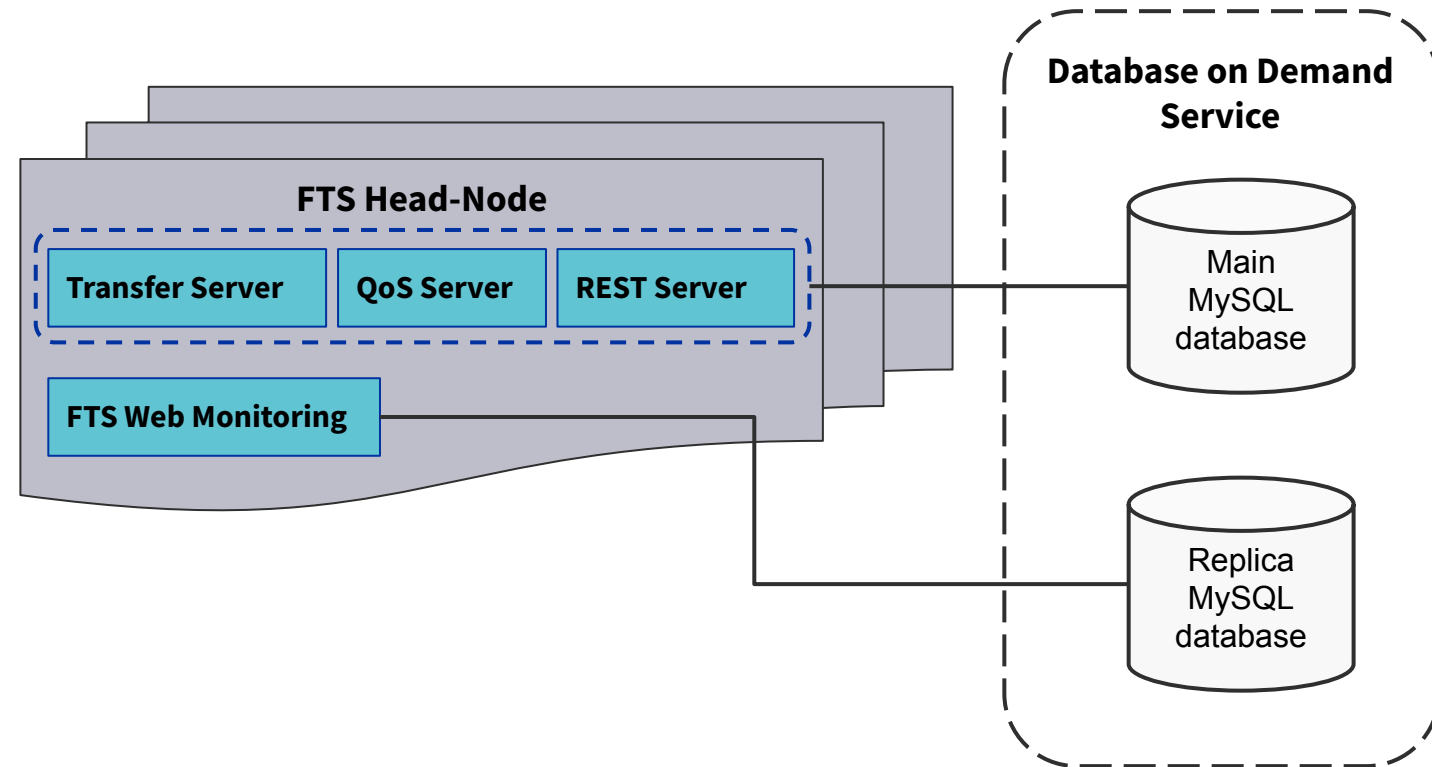 Database on Demand
Service
FTS Head-Node
Transfer Server
QoS Server
REST Server
FTS Web Monitoring
Main
MySQL
database
Replica
MySQL
database